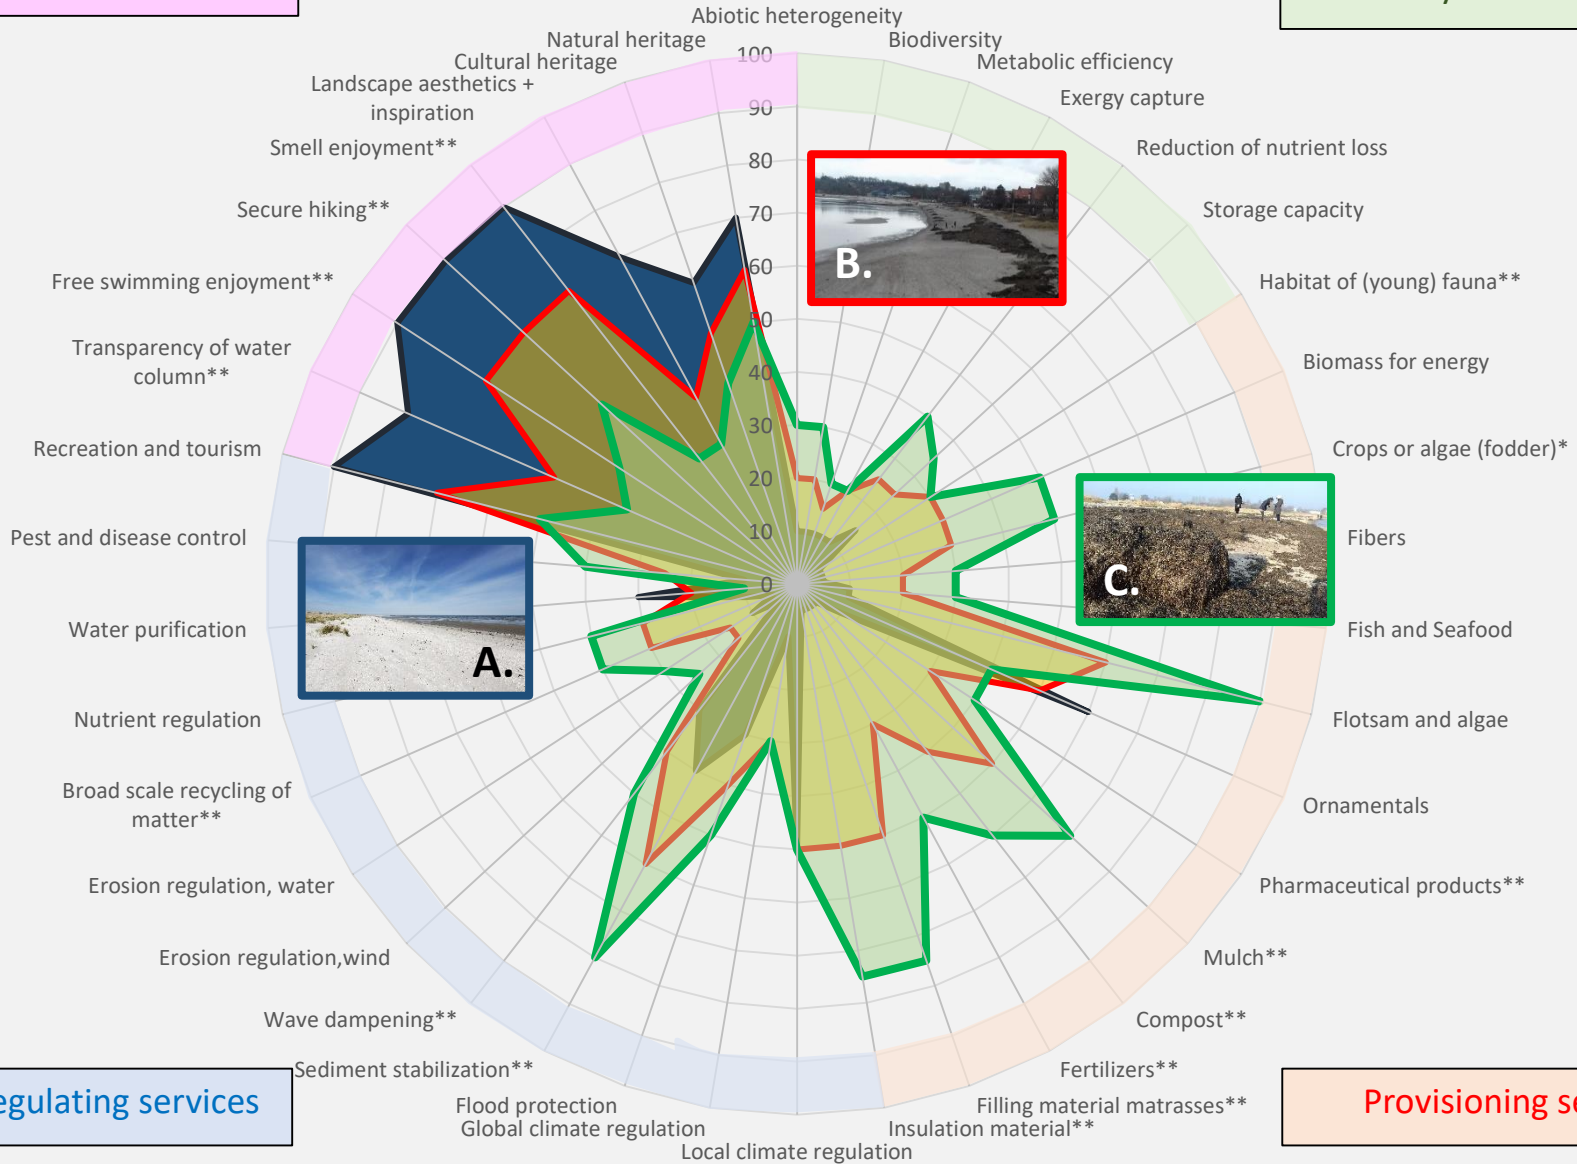 Abiotic heterogeneity
Biodiversity
Metabolic efficiency
Exergy capture
Reduction of nutrient loss
Storage capacity
Habitat of (young) fauna**
Biomass for energy
Crops or algae (fodder)*
Fibers
Fish and Seafood
Flotsam and algae
Ornamentals
Pharmaceutical products**
Mulch**
Compost**
Fertilizers**
Filling material matrasses**
Insulation material**
Local climate regulation
Global climate regulation
Flood protection
Sediment stabilization**
Wave dampening**
Erosion regulation,wind
Erosion regulation, water
Broad scale recycling of
matter**
Nutrient regulation
Water purification
Pest and disease control
Recreation and tourism
Transparency of water
column**
Free swimming enjoyment**
Secure hiking**
Smell enjoyment**
Landscape aesthetics +
inspiration
Cultural heritage
Natural heritage
100
90
80
70
60
50
40
30
20
10
0
A.
B.
C.
egulating services
Provisioning se